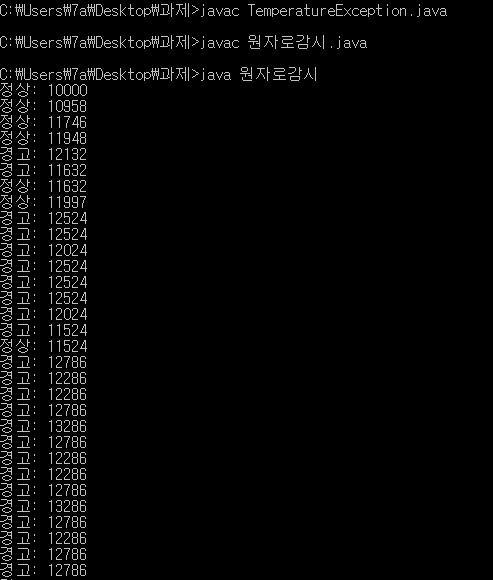 C:₩Users₩7a₩Desktop₩과제>javac TemperatureException.java
C:₩Users₩7a₩Desktop₩과제>javac 원자로감시.java
C:₩Users₩7a₩Desktop₩과제>java 원자로감시
정상: 10000
정상: 10958
정상: 11746
정상: 11948
경고: 12132
경고: 11632
정상: 11632
정상: 11997
경고: 12524
경고: 12524
경고: 12024
경고: 12524
경고: 12524
경고: 12524
경고: 12024
경고: 11524
정상: 11524
경고: 12786
경고: 12286
경고: 12286
경고: 12786
경고: 13286
경고: 12786
경고: 12286
경고: 12286
경고: 12786
경고: 13286
경고: 12786
경고: 12286
경고: 12786
경고: 12786